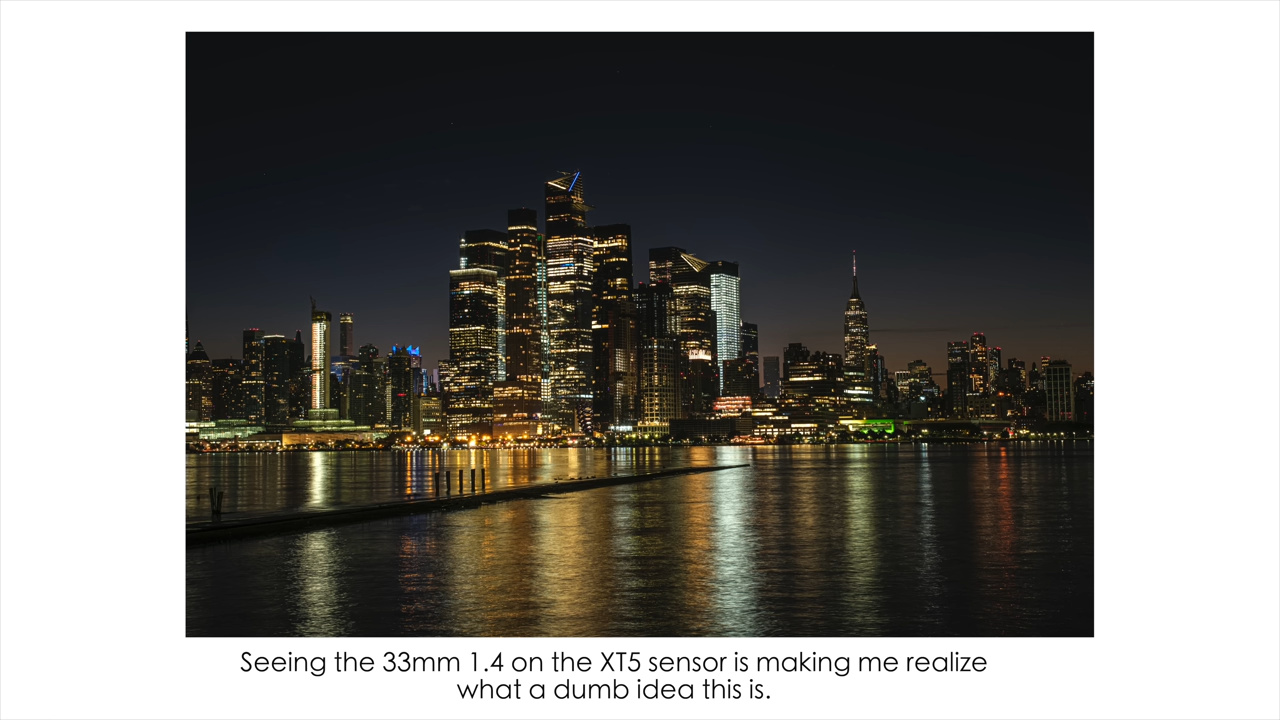 Seeing the 33mm 1.4 on the XT5 sensor is making me realize
what a dumb idea this is.